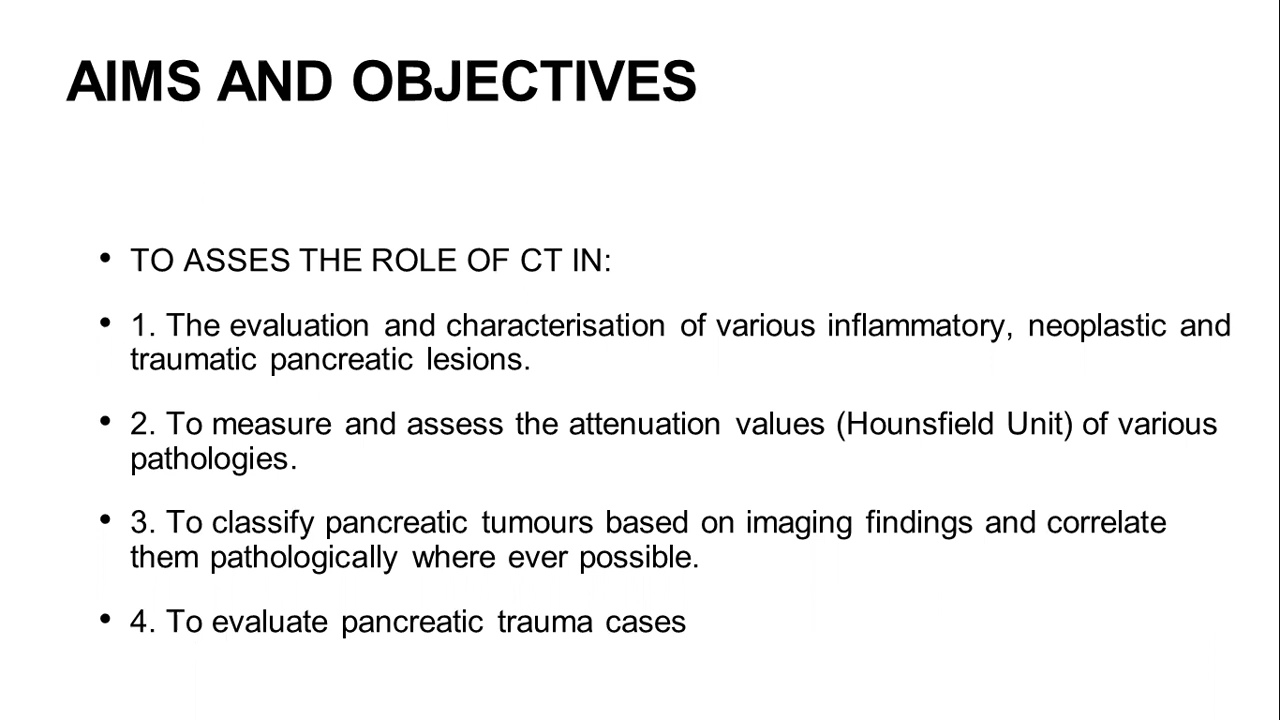 AIMS AND OBJECTIVES
• TO ASSES THE ROLE OF CT IN:
• 1. The evaluation and characterisation of various inflammatory, neoplastic and
traumatic pancreatic lesions.
• 2. To measure and assess the attenuation values (Hounsfield Unit) of various
pathologies.
• 3. To classify pancreatic tumours based on imaging findings and correlate
them pathologically where ever possible.
• 4. To evaluate pancreatic trauma cases